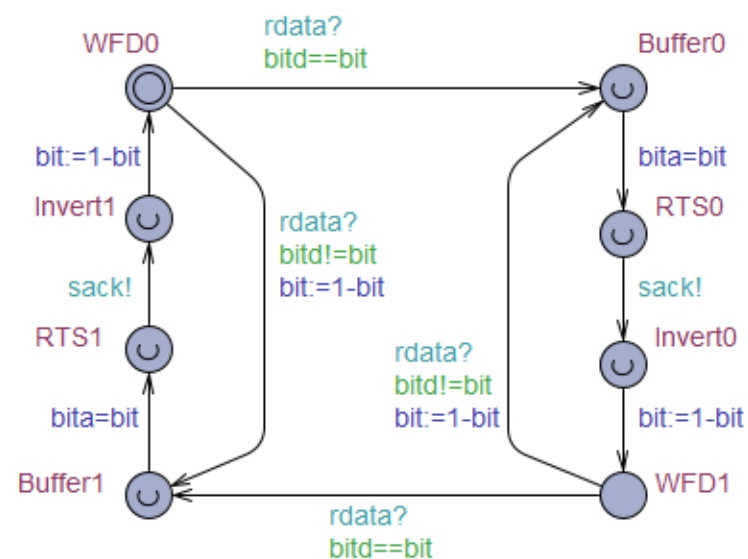 WFD0
rdata?
bitd==bit
Buffer0
bit:=1-bit
bita=bit
Invert1
rdata?
bitd!=bit
bit:=1-bit
RTS0
sack!
sack!
RTS1
rdata?
bitd!=bit
bit:=1-bit
Invert0
bita=bit
bit:=1-bit
Buffer1
WFD1
rdata?
bitd==bit